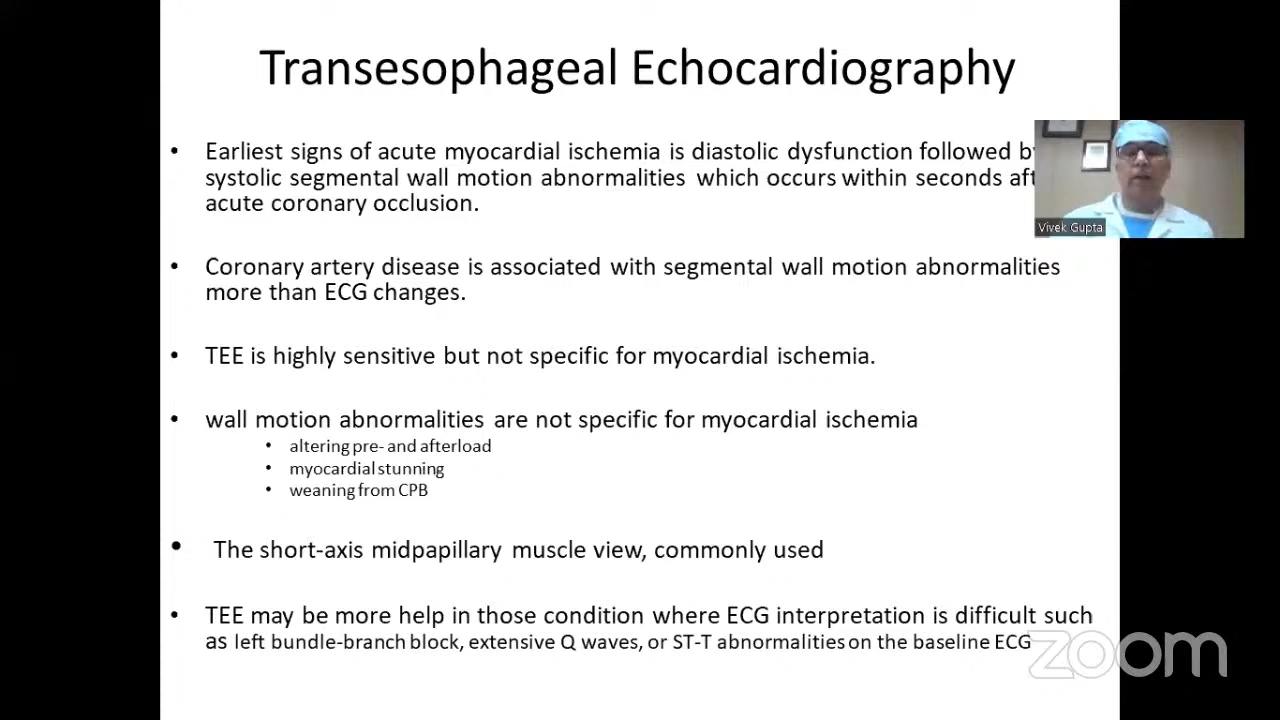 Transesophageal Echocardiography
• Earliest signs of acute myocardial ischemia is diastolic dysfunction followed
systolic segmental wall motion abnormalities which occurs within seconds
acute coronary occlusion.
Vivek Gupta
• Coronary artery disease is associated with segmental wall motion abnormalities
more than ECG changes.
• TEE is highly sensitive but not specific for myocardial ischemia.
• wall motion abnormalities are not specific for myocardial ischemia
• altering pre- and afterload
• myocardial stunning
• weaning from CPB
• The short-axis midpapillary muscle view, commonly used
• TEE may be more help in those condition where ECG interpretation is difficult such
as left bundle-branch block, extensive Q waves, or ST-T abnormalities on the baseline ECG
zoom